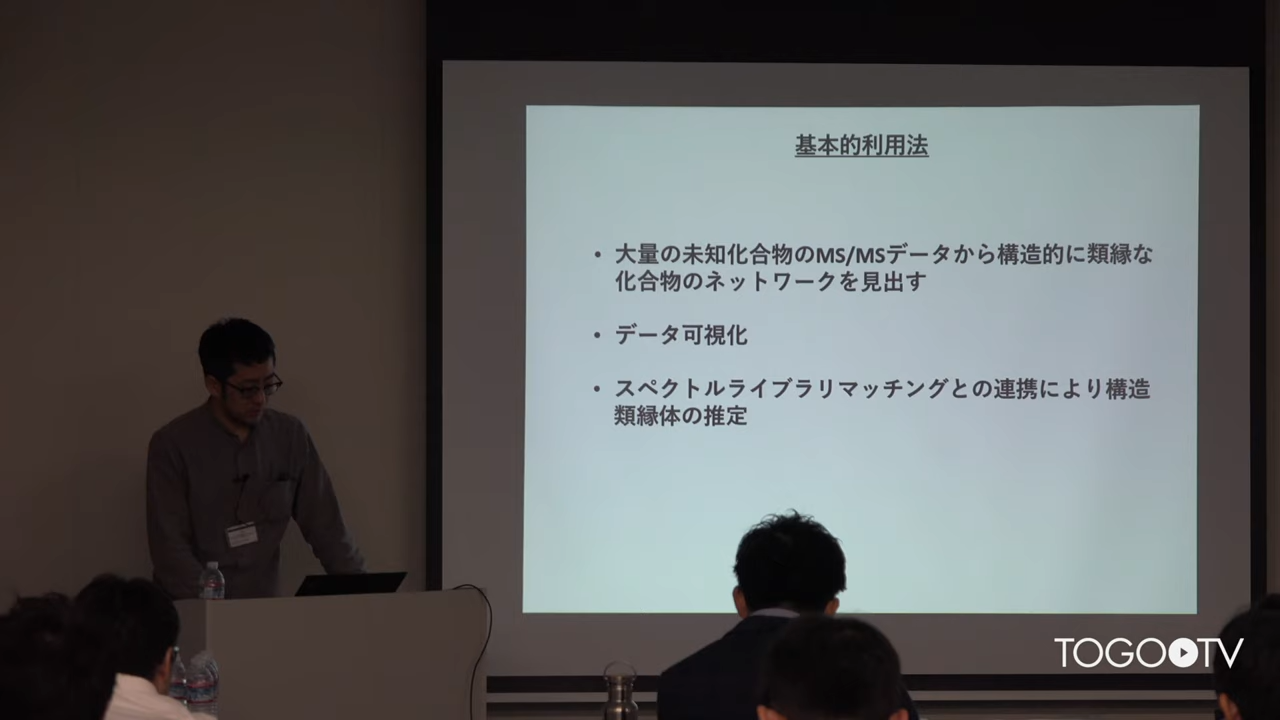 基本的利用法
• 大量の未知化合物のMS/MSデータから構造的に類縁な
化合物のネットワークを見出す
• データ可視化
• スペクトルライブラリマッチングとの連携により構造
類縁体の推定
TOGOTV